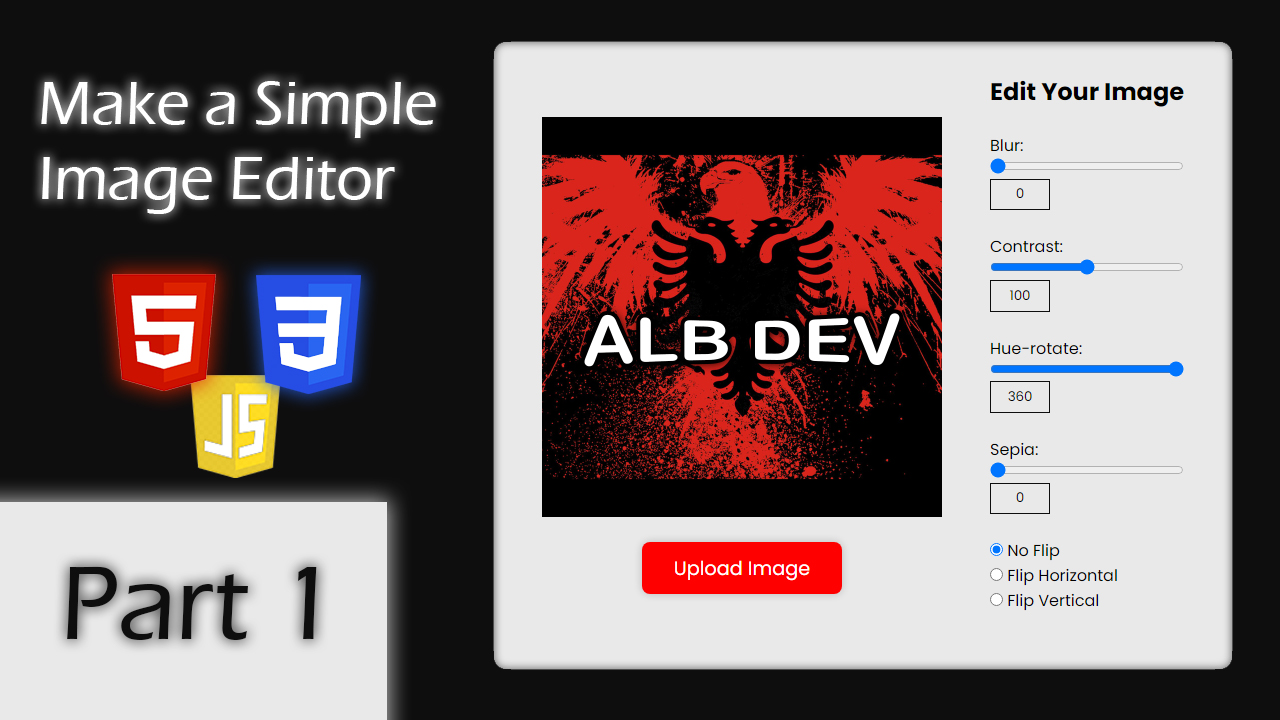 Make a Simple
Image Editor
5
3
JS
Part 1
ALB DEV
Upload Image
Edit Your Image
Blur:
0
Contrast:
100
Hue-rotate:
360
Sepia:
0
No Flip
Flip Horizontal
Flip Vertical